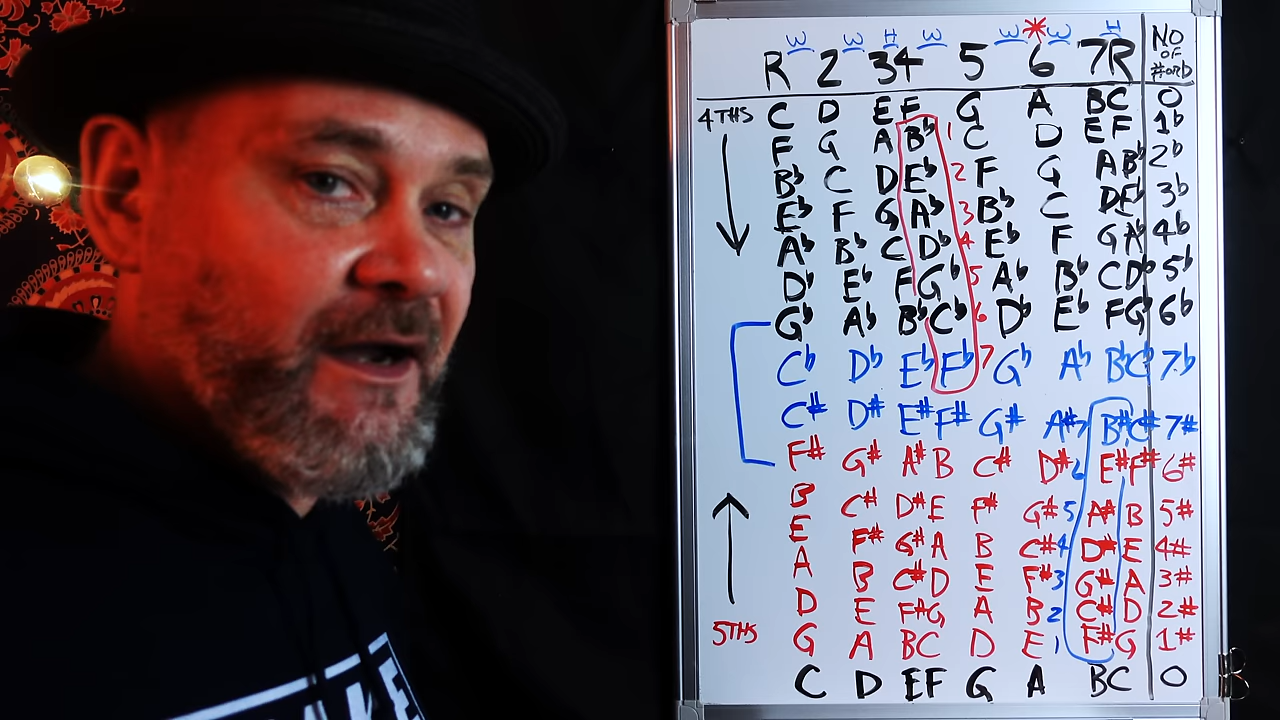 W W H W W * W H
R 2 3 4 5 6 7 R NO OF # OR b
4THS C D E F G A B C 0
F G A B♭ 1 C D E F 1♭
B♭ C D E♭ 2 F G A B♭ 2♭
E♭ F G A♭ 3 B♭ C D E♭ 3♭
A♭ B♭ C D♭ 4 E♭ F G A♭ 4♭
D♭ E♭ F G♭ 5 A♭ B♭ C D♭ 5♭
G♭ A♭ B♭ C♭ 6 D♭ E♭ F G♭ 6♭
C♭ D♭ E♭ F♭ 7 G♭ A♭ B♭ C♭ 7♭
C# D# E# F# G# A# 7 B# C# 7#
F# G# A# B C# D# 6 E# F# 6#
B C# D# E F# G# 5 A# B 5#
E F# G# A B C# 4 D# E 4#
A B C# D E F# 3 G# A 3#
D E F# G A B 2 C# D 2#
5THS G A B C D E 1 F# G 1#
C D E F G A B C 0